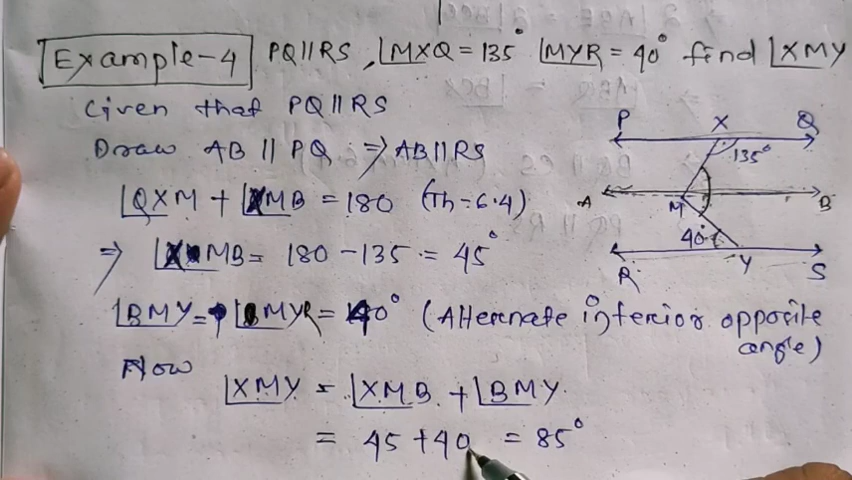 Example-4 PQ||RS, ∠MXQ = 135° ∠MYR = 40° find ∠XMY
Given that PQ||RS
Draw AB || PQ ⇒ AB||RS
∠QXM + ∠XMB = 180 (Th-6.4)
⇒ ∠XMB = 180 - 135 = 45°
∠BMY = ∠MYR = 40° (Alternate interior opposite
angle)
Now
∠XMY = ∠XMB + ∠BMY
= 45 + 40 = 85°
P X Q
135°
A M B
40°
R Y S